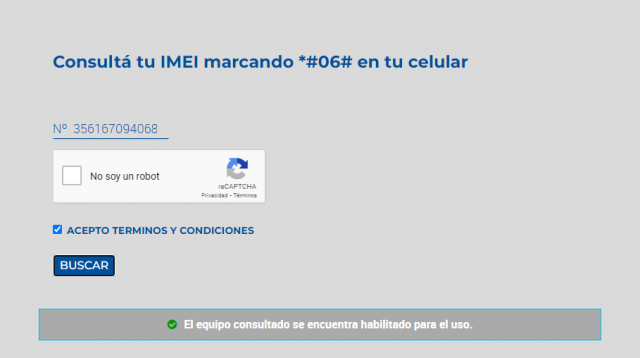 Consultá tu IMEI marcando *#06# en tu celular
Nº 356167094068
No soy un robot
reCAPTCHA
Privacidad - Términos
ACEPTO TERMINOS Y CONDICIONES
BUSCAR
El equipo consultado se encuentra habilitado para el uso.